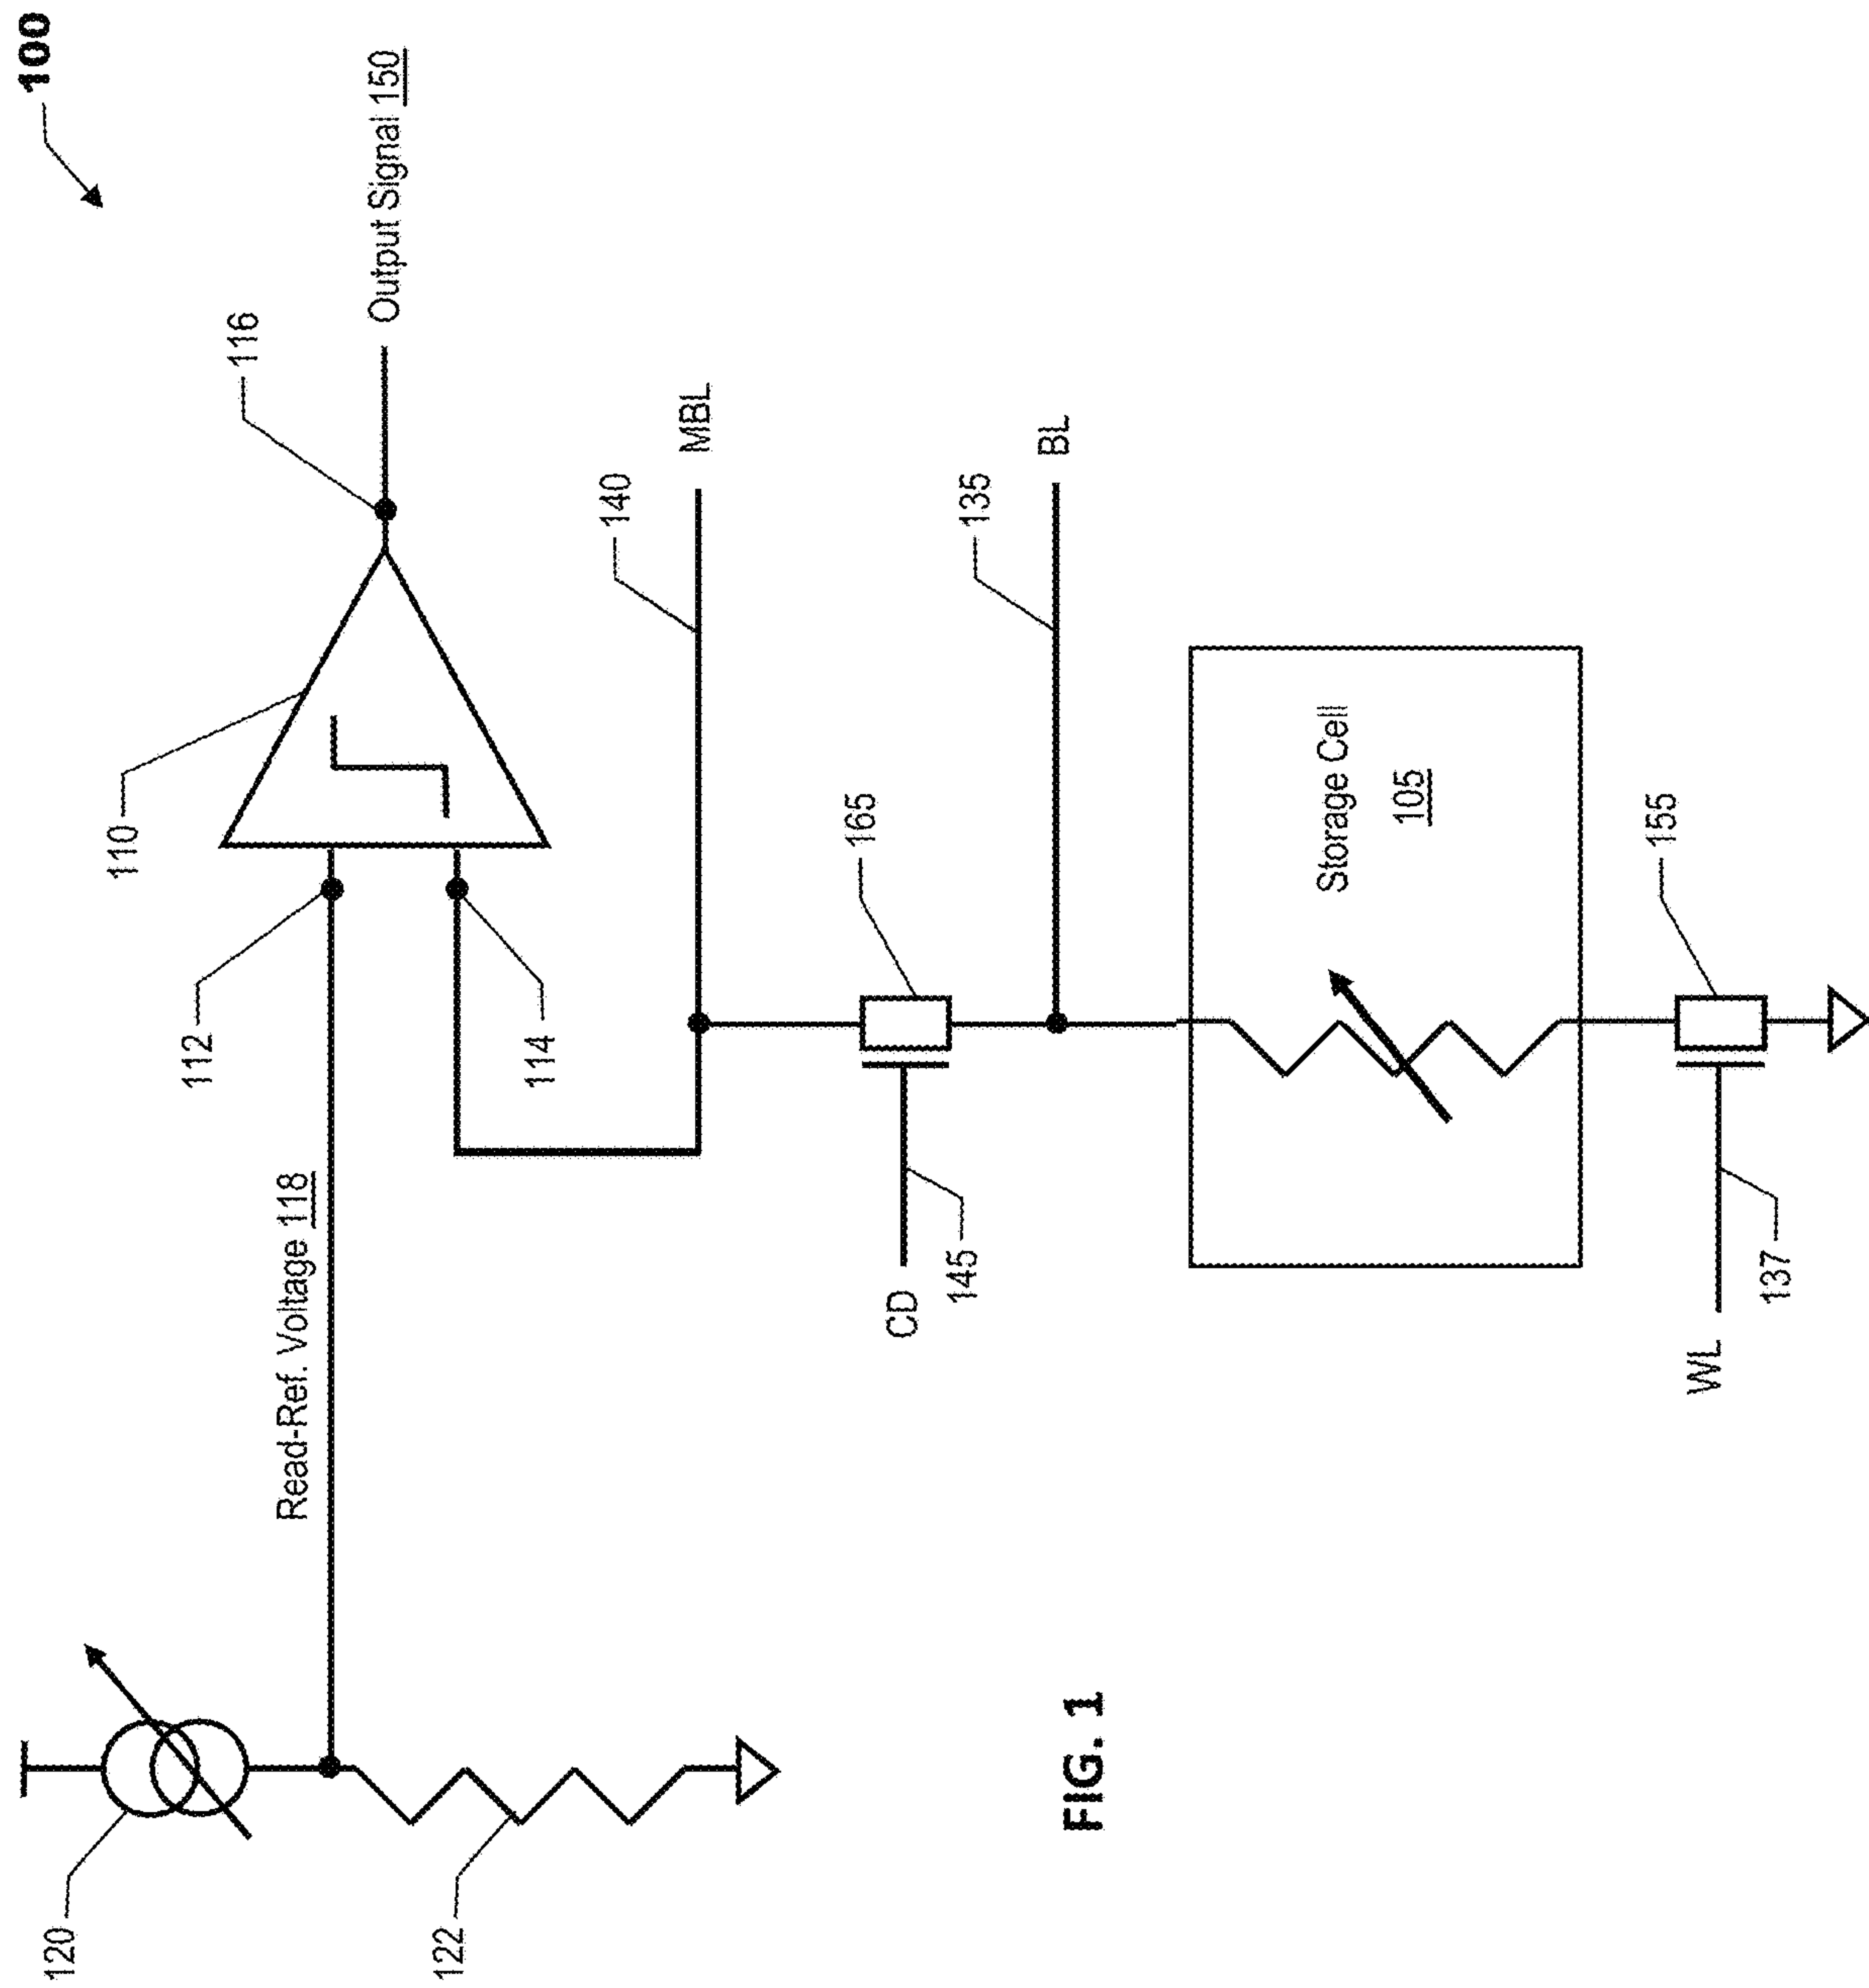 100
120
122
Read-Ref. Voltage 118
112
114
110
116
Output Signal 150
140
MBL
CD
145
165
135
BL
Storage Cell
105
WL
137
155
FIG. 1